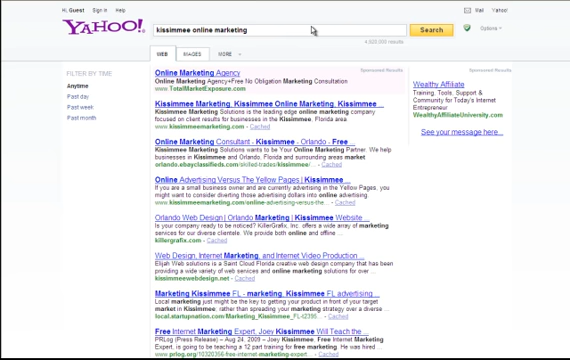 Hi, Guest Sign In Help
Mail Yahoo!
YAHOO!
kissimmee online marketing
Search
Options
4,920,000 results
WEB IMAGES MORE
FILTER BY TIME
Anytime
Past day
Past week
Past month
Online Marketing Agency
Sponsored Results
Online Marketing Agency+Free No Obligation Marketing Consultation
www.TotalMarketExposure.com
Kissimmee Marketing, Kissimmee Online Marketing, Kissimmee ...
Kissimmee Marketing Solutions is the leading edge online marketing company
focused on client results for businesses in the Kissimmee, Florida area
www.kissimmeemarketing.com - Cached
Online Marketing Consultant - Kissimmee - Orlando - Free ...
Kissimmee Marketing Solutions wants to be Your Online Marketing Partner. We help
businesses in Kissimmee and Orlando, Florida and surrounding areas market
orlando.ebayclassifieds.com/skilled-trades/kissimmee/... - Cached
Online Advertising Versus The Yellow Pages | Kissimmee ...
If you are a small business owner and are currently advertising in the Yellow Pages, you
might want to consider diverting those advertising dollars into online advertising.
www.kissimmeemarketing.com/online-advertising-versus-the... - Cached
Orlando Web Design | Orlando Marketing | Kissimmee Website ...
Is your company ready to be noticed? KillerGrafix, Inc. offers a wide array of marketing
services for our diverse clientele. We provide both online and offline ...
killergrafix.com - Cached
Web Design, Internet Marketing, and Internet Video Production ...
Elijah Web solutions is a Saint Cloud Florida creative web design company that has been
providing a wide variety of web services and online marketing solutions for over ...
kissimmeewebdesign.net - Cached
Marketing Kissimmee FL - marketing, Kissimmee FL advertising ...
Local marketing just might be the key to getting your product in front of your target
market in Kissimmee, rather than spreading your marketing strategy over a diverse ...
local.startupnation.com/Marketing_Kissimmee_FL-r2395... - Cached
Free Internet Marketing Expert, Joey Kissimmee Will Teach the ...
PRLog (Press Release) – Aug 24, 2009 – Joey Kissimmee, Free Internet Marketing
Expert, is going to be teaching a 12 part training for free marketing. He was hired ...
www.prlog.org/10320356-free-internet-marketing-expert... - Cached
Sponsored Results
Wealthy Affiliate
Training, Tools, Support &
Community for Today's Internet
Entrepreneur
WealthyAffiliateUniversity.com
See your message here...